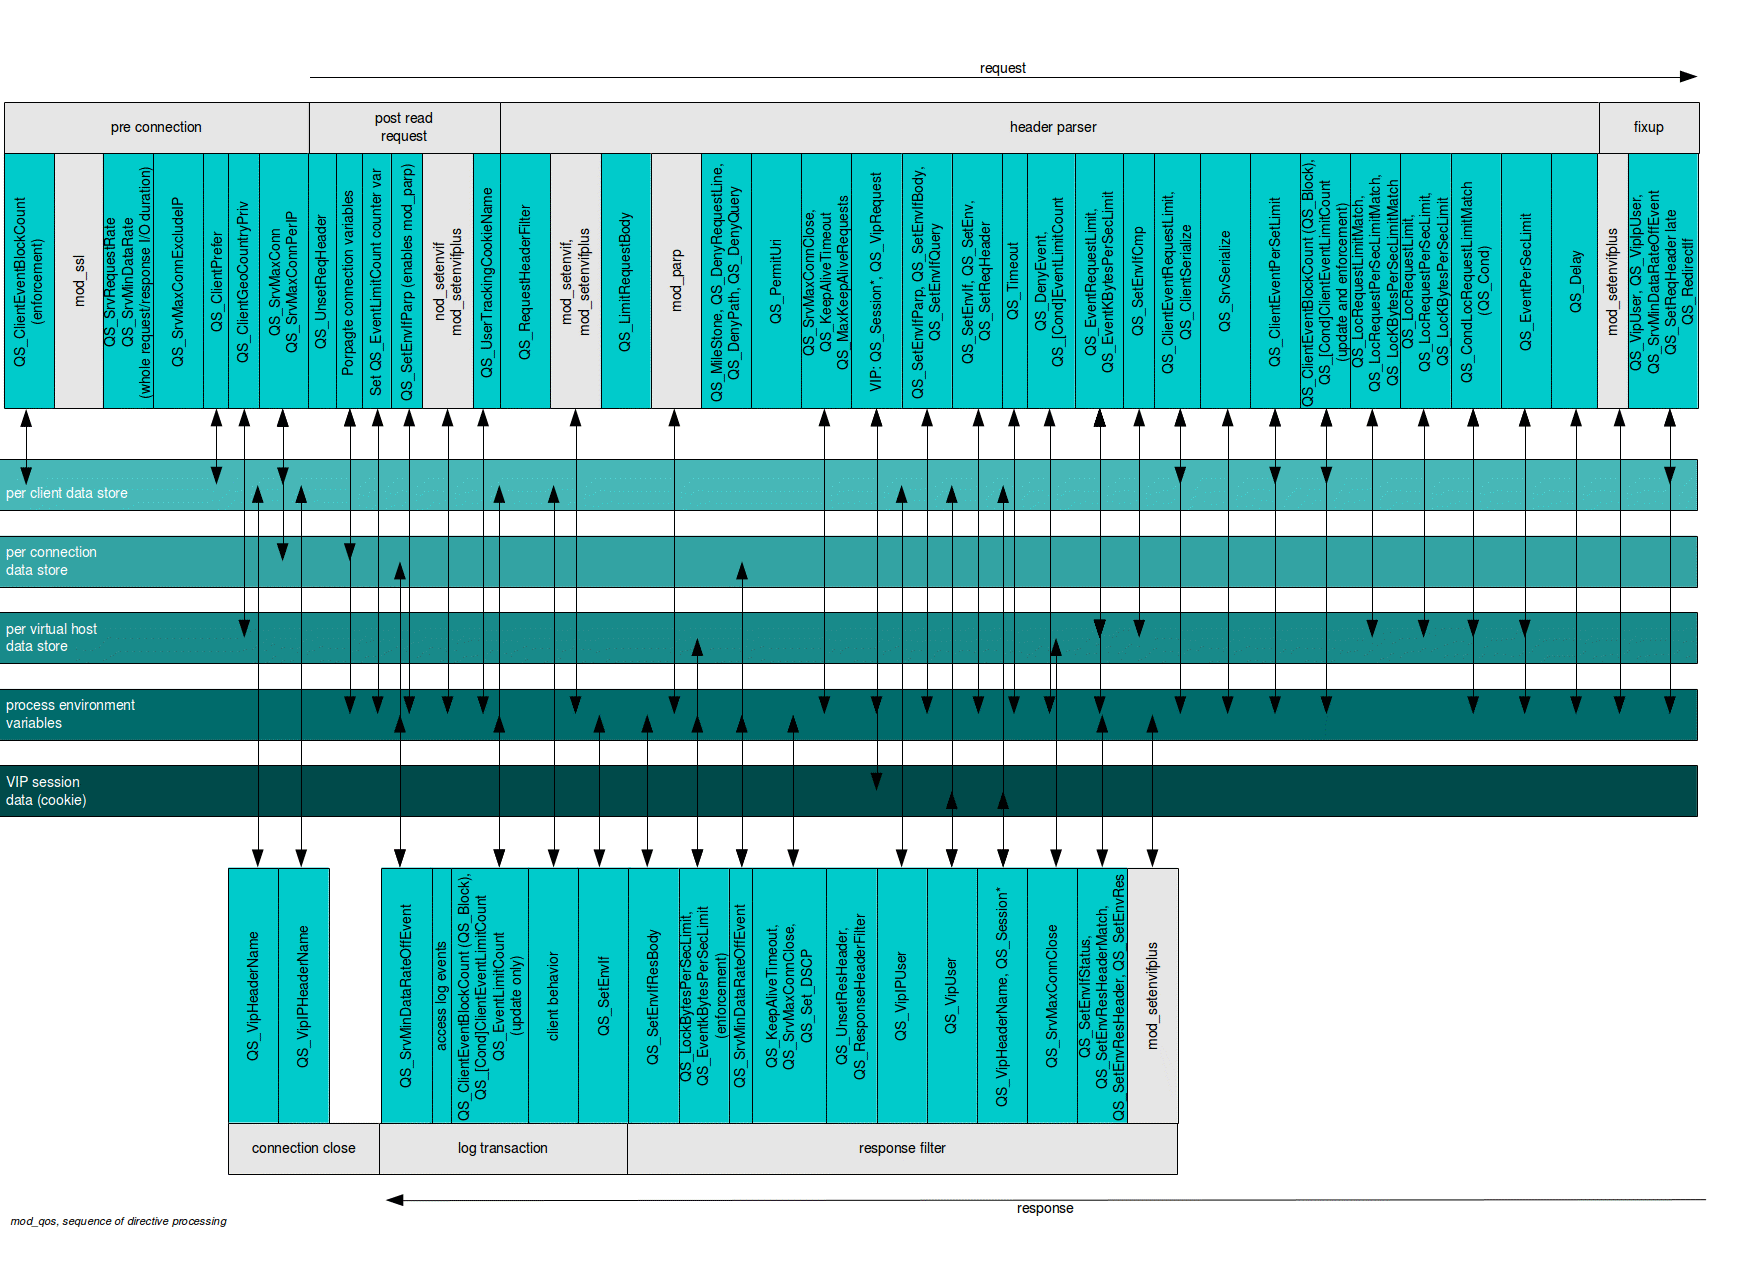 request
pre connection
post read
request
header parser
fixup
QS_ClientEventBlockCount
(enforcement)
mod_ssl
QS_SrvRequestRate
QS_SrvMinDataRate
(whole request/response I/O duration)
QS_SrvMaxConnExcludeIP
QS_ClientPrefer
QS_ClientGeoCountryPriv
QS_SrvMaxConn
QS_SrvMaxConnPerIP
QS_UnsetReqHeader
Porpagte connection variables
Set QS_EventLimitCount counter var
QS_SetEnvIfParp (enables mod_parp)
nod_setenvif
mod_setenvifplus
QS_UserTrackingCookieName
QS_RequestHeaderFilter
mod_setenvif,
mod_setenvifplus
QS_LimitRequestBody
mod_parp
QS_MileStone, QS_DenyRequestLine,
QS_DenyPath, QS_DenyQuery
QS_PermitUri
QS_SrvMaxConnClose,
QS_KeepAliveTimeout
QS_MaxKeepAliveRequests
VIP: QS_Session*, QS_VipRequest
QS_SetEnvIfParp, QS_SetEnvIfBody,
QS_SetEnvIfQuery
QS_SetEnvIf, QS_SetEnv,
QS_SetReqHeader
QS_Timeout
QS_DenyEvent,
QS_[Cond]EventLimitCount
QS_EventRequestLimit,
QS_EventKBytesPerSecLimit
QS_SetEnvIfCmp
QS_ClientEventRequestLimit,
QS_ClientSerialize
QS_SrvSerialize
QS_ClientEventPerSetLimit
QS_ClientEventBlockCount (QS_Block),
QS_[Cond]ClientEventLimitCount
(update and enforcement)
QS_LocRequestLimitMatch,
QS_LocRequestPerSecLimitMatch,
QS_LocKBytesPerSecLimitMatch
QS_LocRequestLimit,
QS_LocRequestPerSecLimit,
QS_LocKBytesPerSecLimit
QS_CondLocRequestLimitMatch
(QS_Cond)
QS_EventPerSecLimit
QS_Delay
mod_setenvifplus
QS_VipUser, QS_VipIpUser,
QS_SrvMinDataRateOffEvent
QS_SetReqHeader late
QS_RedirectIf
per client data store
per connection
data store
per virtual host
data store
process environment
variables
VIP session
data (cookie)
QS_VipHeaderName
QS_VipIPHeaderName
QS_SrvMinDataRateOffEvent
access log events
QS_ClientEventBlockCount (QS_Block),
QS_[Cond]ClientEventLimitCount
QS_EventLimitCount
(update only)
client behavior
QS_SetEnvIf
QS_SetEnvIfResBody
QS_LockBytesPerSecLimit,
QS_EventkBytesPerSecLimit
(enforcement)
QS_SrvMinDataRateOffEvent
QS_KeepAliveTimeout,
QS_SrvMaxConnClose,
QS_Set_DSCP
QS_UnsetResHeader,
QS_ResponseHeaderFilter
QS_VipIPUser
QS_VipUser
QS_VipHeaderName, QS_Session*
QS_SrvMaxConnClose
QS_SetEnvIfStatus,
QS_SetEnvResHeaderMatch,
QS_SetEnvResHeader, QS_SetEnvRes
mod_setenvifplus
connection close
log transaction
response filter
response
mod_qos, sequence of directive processing